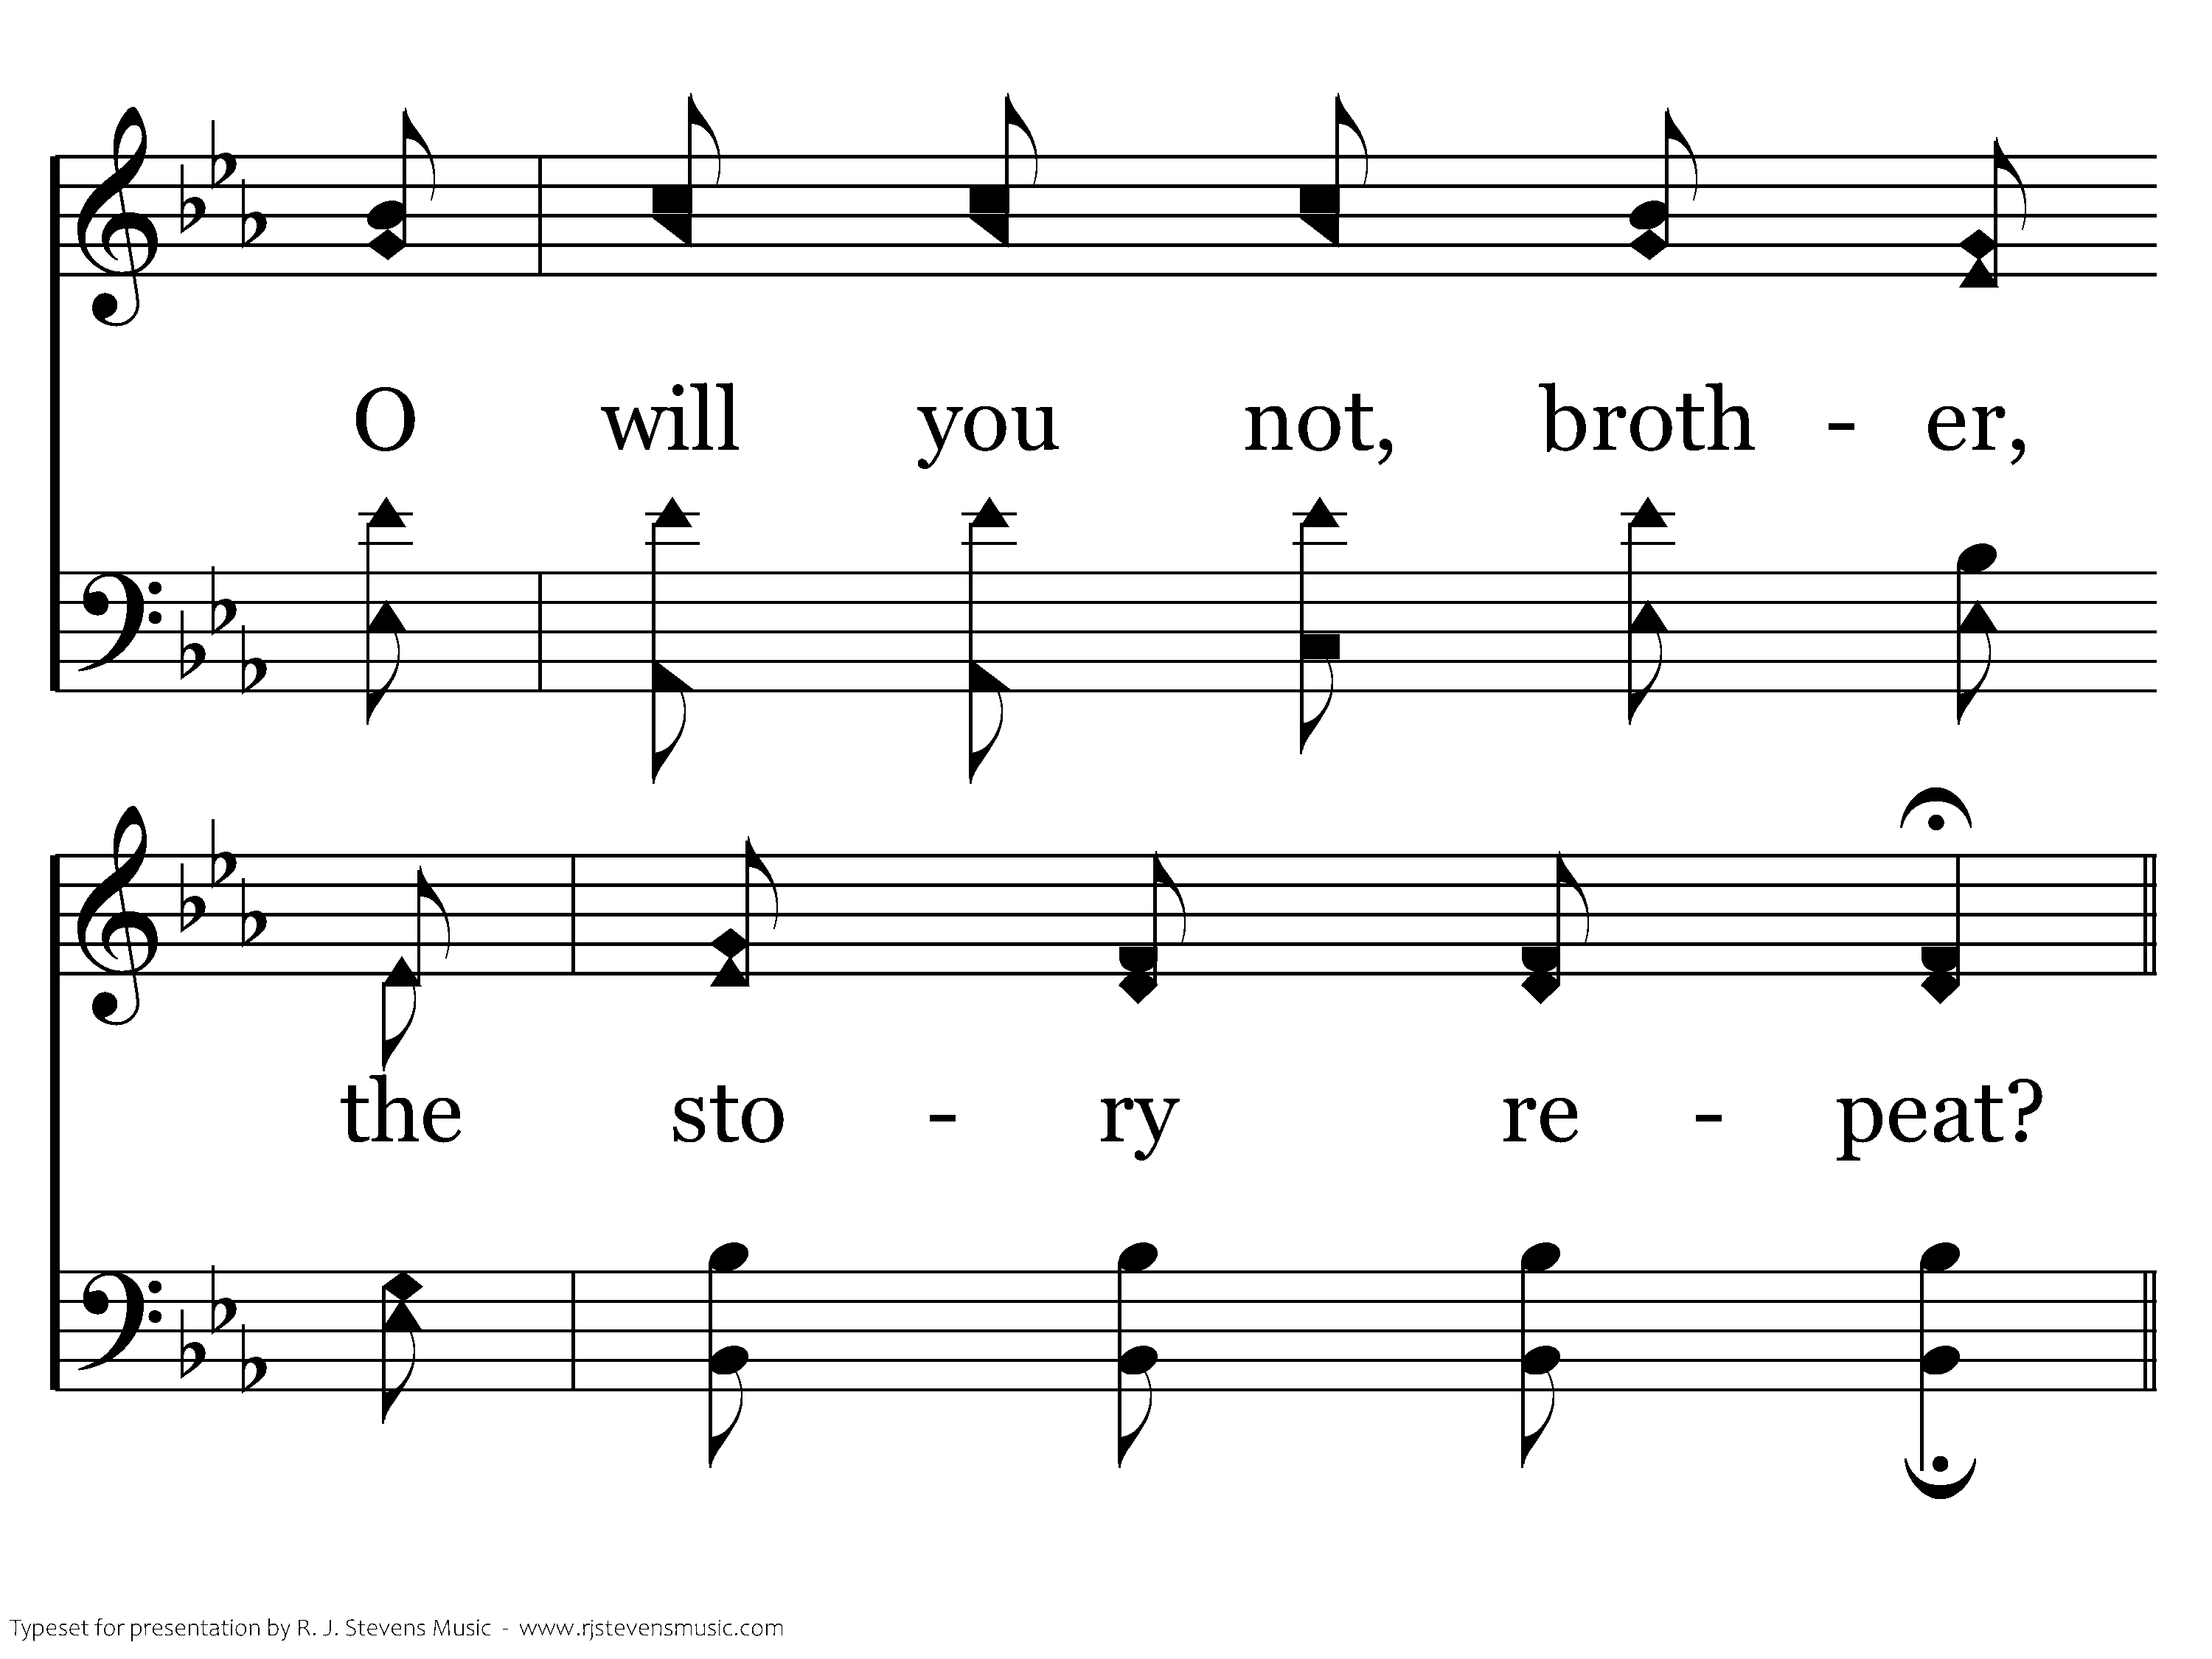 O will you not, broth - er,
the sto - ry re - peat?
Typeset for presentation by R. J. Stevens Music - www.rjstevensmusic.com